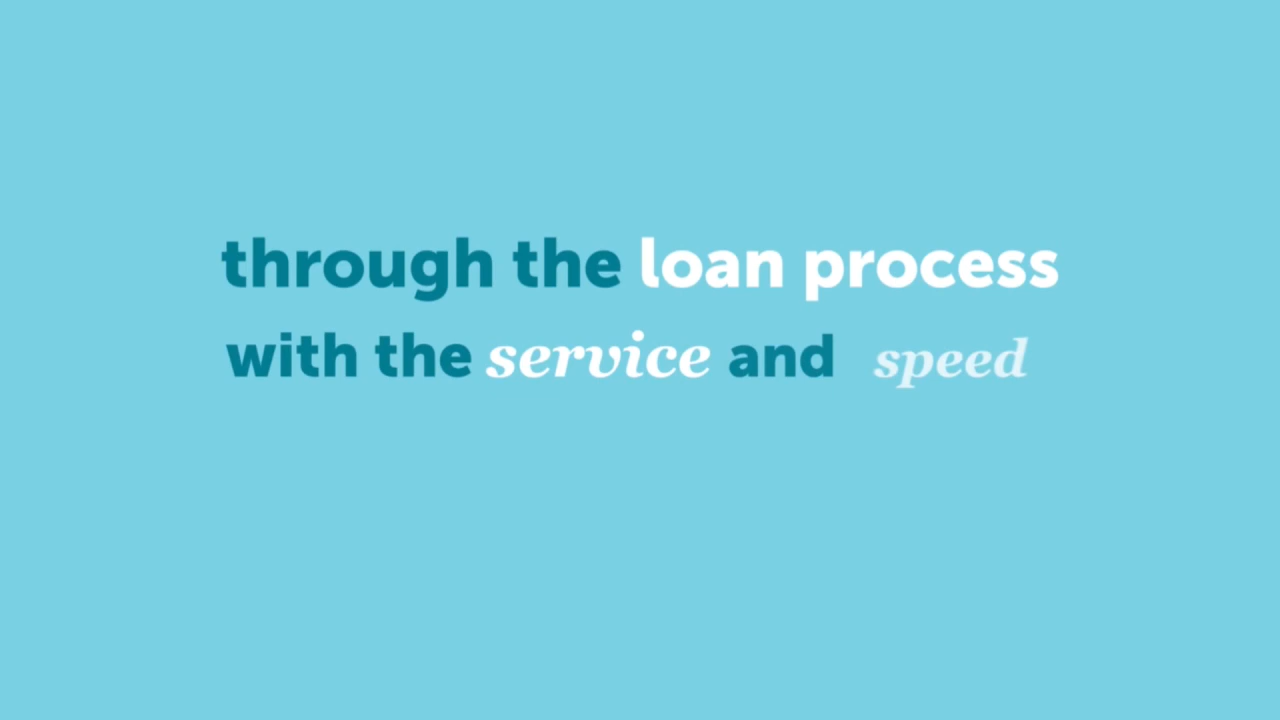 through the loan process
with the service and speed